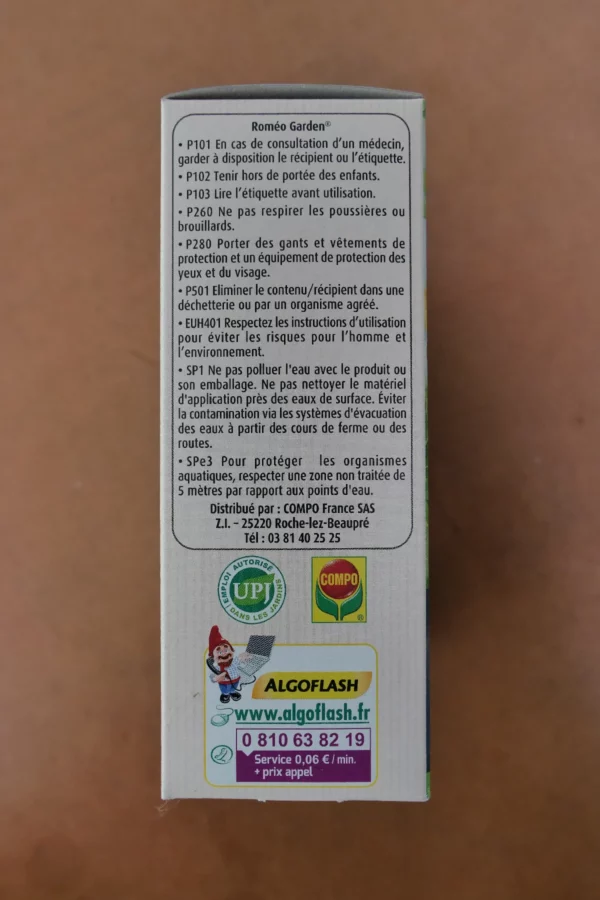 Roméo Garden®
• P101 En cas de consultation d'un médecin,
garder à disposition le récipient ou l'étiquette.
• P102 Tenir hors de portée des enfants.
• P103 Lire l'étiquette avant utilisation.
• P260 Ne pas respirer les poussières ou
brouillards.
• P280 Porter des gants et vêtements de
protection et un équipement de protection des
yeux et du visage.
• P501 Eliminer le contenu/récipient dans une
déchetterie ou par un organisme agréé.
• EUH401 Respectez les instructions d'utilisation
pour éviter les risques pour l'homme et
l'environnement.
• SP1 Ne pas polluer l'eau avec le produit ou
son emballage. Ne pas nettoyer le matériel
d'application près des eaux de surface. Éviter
la contamination via les systèmes d'évacuation
des eaux à partir des cours de ferme ou des
routes.
• SPe3 Pour protéger les organismes
aquatiques, respecter une zone non traitée de
5 mètres par rapport aux points d'eau.
Distribué par : COMPO France SAS
Z.I. - 25220 Roche-lez-Beaupré
Tél : 03 81 40 25 25
EMPLOI AUTORISÉ
UPJ
DANS LES JARDINS
COMPO
®
ALGOFLASH
www.algoflash.fr
0 810 63 82 19
Service 0,06 € / min.
+ prix appel